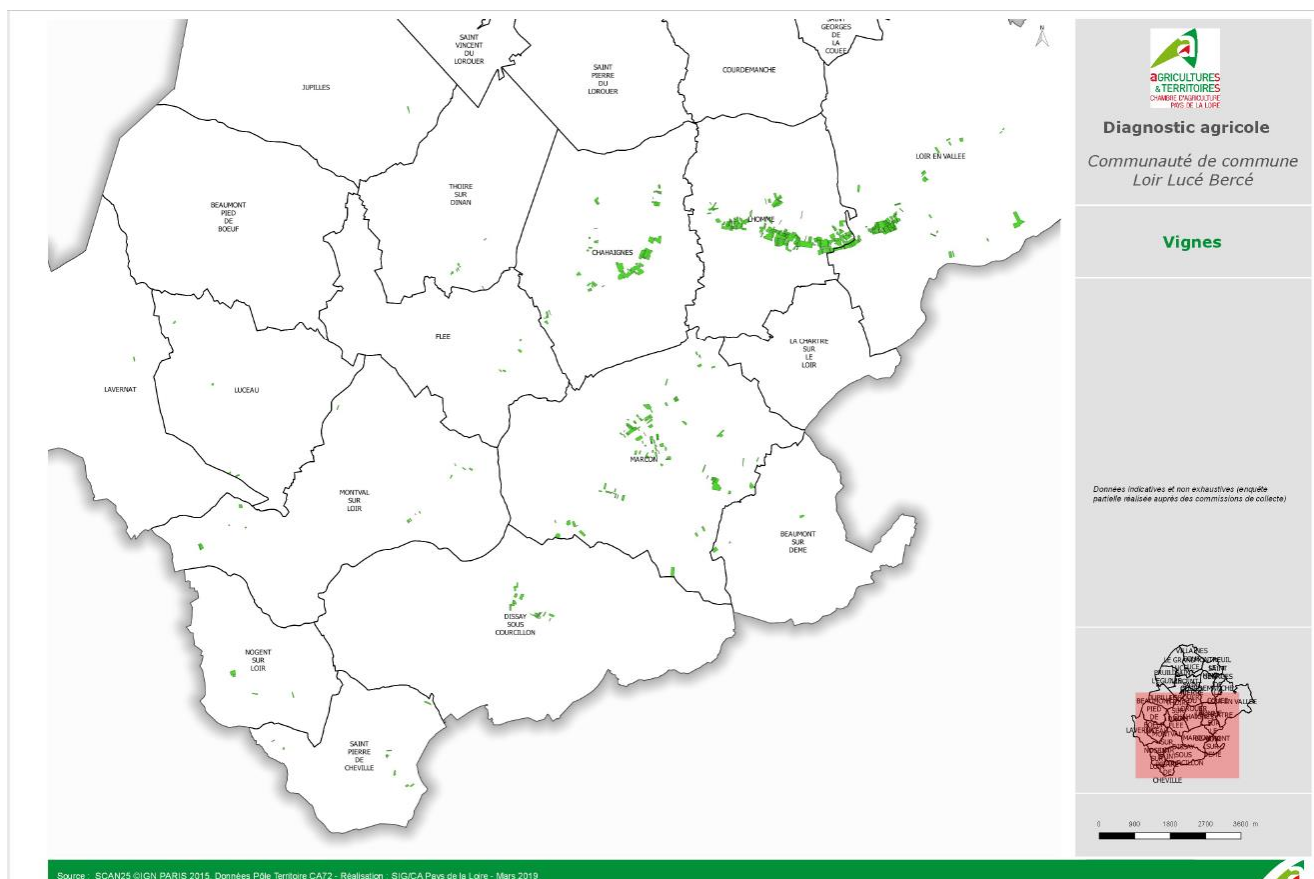 SAINT
GEORGES
DE
LA
COUEE
SAINT
VINCENT
DU
LOROUER
SAINT
PIERRE
DU
LOROUER
COURDEMANCHE
JUPILLES
LOIR EN VALLEE
THOIRE
SUR
DINAN
BEAUMONT
PIED
DE
BOEUF
LHOMME
CHAHAIGNES
FLEE
LA CHARTRE
SUR
LE
LOIR
LAVERNAT
LUCEAU
MARCON
MONTVAL
SUR
LOIR
BEAUMONT
SUR
DEME
DISSAY
SOUS
COURCILLON
NOGENT
SUR
LOIR
SAINT
PIERRE
DE
CHEVILLE
N
aGRICULTURES
& TERRITOIRES
CHAMBRE D'AGRICULTURE
PAYS DE LA LOIRE
Diagnostic agricole
Communauté de commune
Loir Lucé Bercé
Vignes
Données indicatives et non exhaustives (enquête
partielle réalisée auprès des commissions de collecte)
VILLAINES
CHEVILLE
0 900 1800 2700 3600 m
Source : SCAN25 ©IGN PARIS 2015, Données Pôle Territoire CA72 - Réalisation : SIG/CA Pays de la Loire - Mars 2019